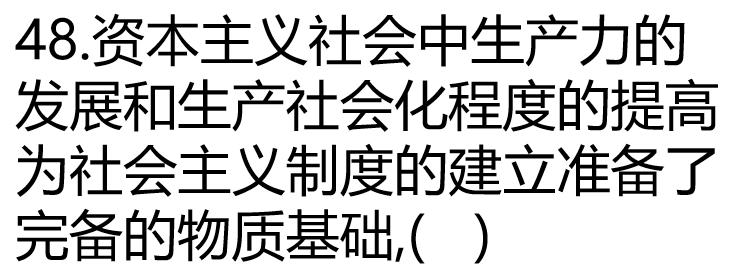 48.资本主义社会中生产力的
发展和生产社会化程度的提高
为社会主义制度的建立准备了
完备的物质基础,(   )